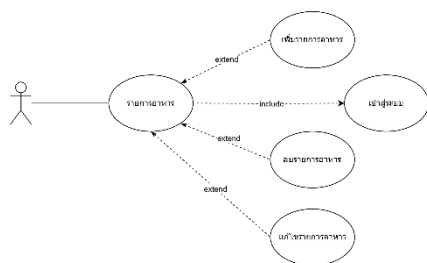 เพิ่มรายการอาหาร
extend
รายการอาหาร
include
เข้าสู่ระบบ
extend
ลบรายการอาหาร
extend
แก้ไขรายการอาหาร